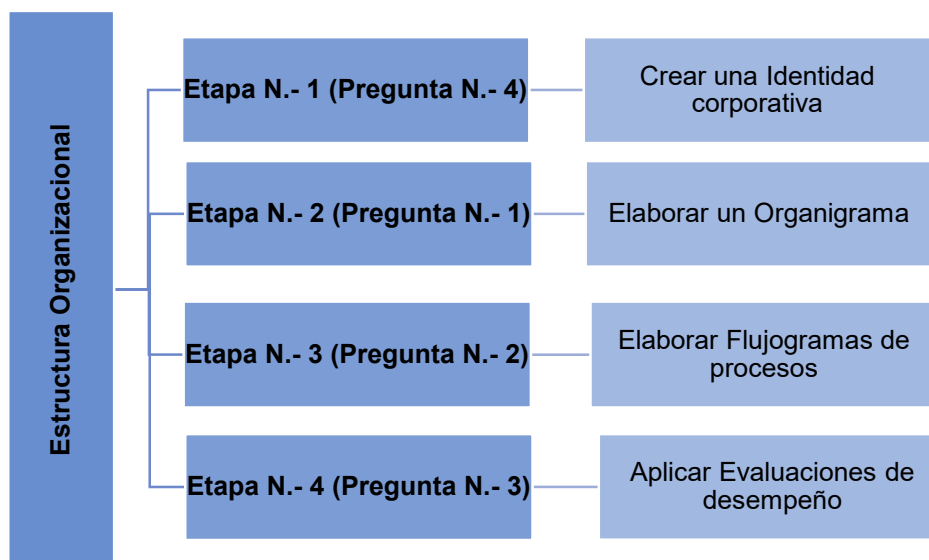 Estructura Organizacional
Etapa N.- 1 (Pregunta N.- 4)
Crear una Identidad
corporativa
Etapa N.- 2 (Pregunta N.- 1)
Elaborar un Organigrama
Etapa N.- 3 (Pregunta N.- 2)
Elaborar Flujogramas de
procesos
Etapa N.- 4 (Pregunta N.- 3)
Aplicar Evaluaciones de
desempeño